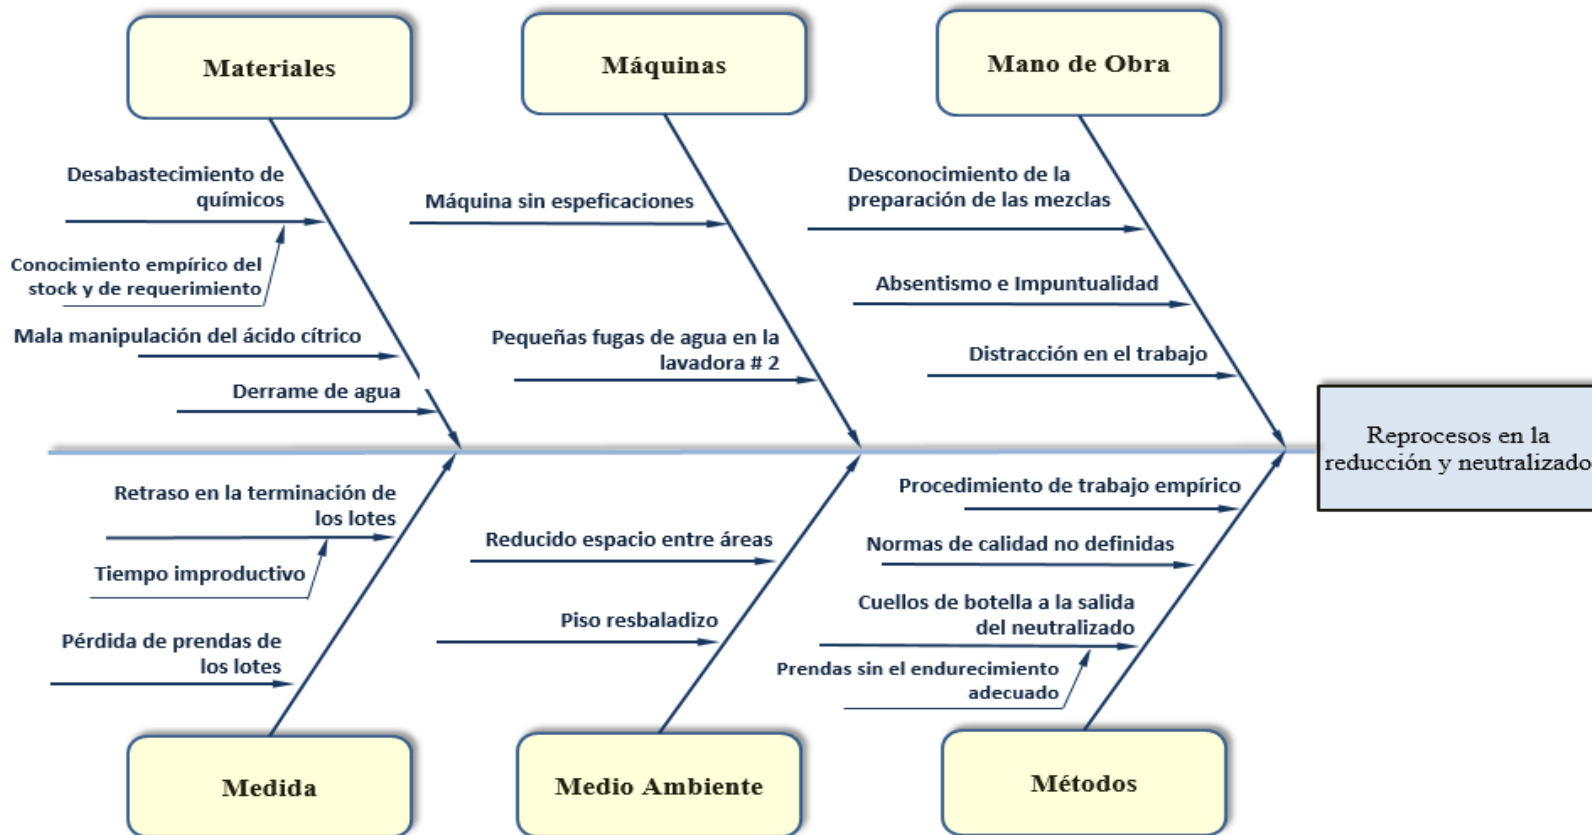 Materiales
Máquinas
Mano de Obra
Desabastecimiento de
químicos
Conocimiento empírico del
stock y de requerimiento
Mala manipulación del ácido cítrico
Derrame de agua
Máquina sin espeficaciones
Pequeñas fugas de agua en la
lavadora # 2
Desconocimiento de la
preparación de las mezclas
Absentismo e Impuntualidad
Distracción en el trabajo
Reprocesos en la
reducción y neutralizado
Retraso en la terminación de
los lotes
Tiempo improductivo
Pérdida de prendas de
los lotes
Reducido espacio entre áreas
Piso resbaladizo
Procedimiento de trabajo empírico
Normas de calidad no definidas
Cuellos de botella a la salida
del neutralizado
Prendas sin el endurecimiento
adecuado
Medida
Medio Ambiente
Métodos